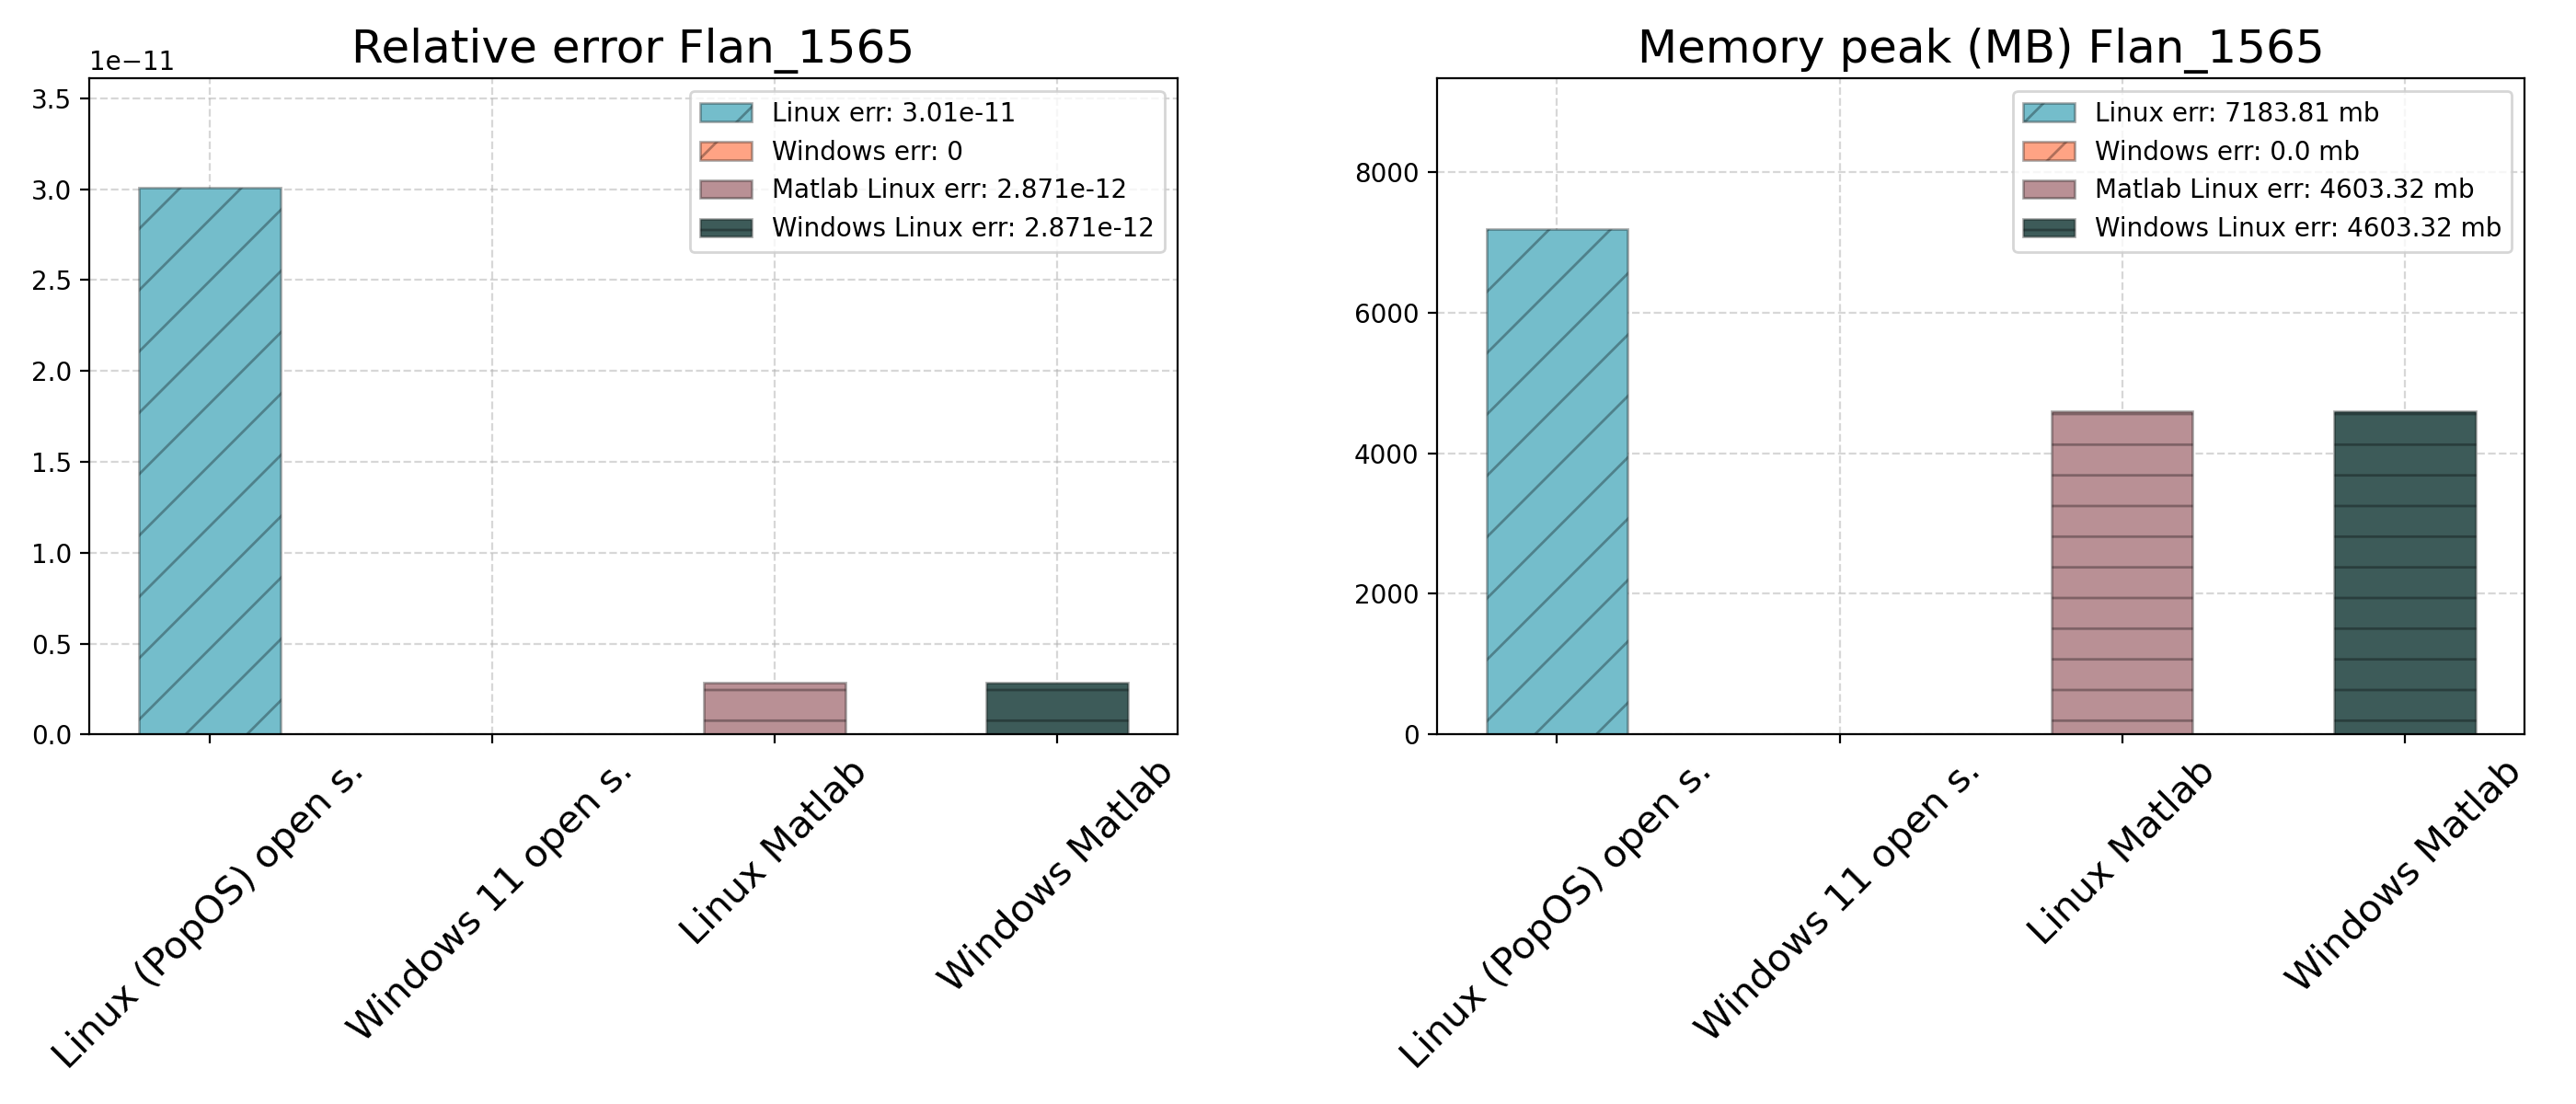 Relative error Flan_1565
1e−11
3.5
3.0
2.5
2.0
1.5
1.0
0.5
0.0
Linux err: 3.01e-11
Windows err: 0
Matlab Linux err: 2.871e-12
Windows Linux err: 2.871e-12
Linux (PopOS) open s.
Windows 11 open s.
Linux Matlab
Windows Matlab
Memory peak (MB) Flan_1565
8000
6000
4000
2000
0
Linux err: 7183.81 mb
Windows err: 0.0 mb
Matlab Linux err: 4603.32 mb
Windows Linux err: 4603.32 mb
Linux (PopOS) open s.
Windows 11 open s.
Linux Matlab
Windows Matlab